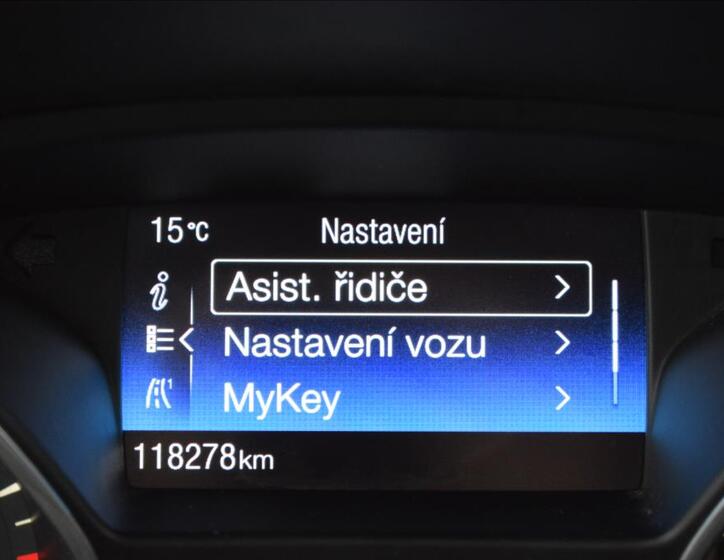 15°C Nastavení
Asist. řidiče
Nastavení vozu
MyKey
118278km